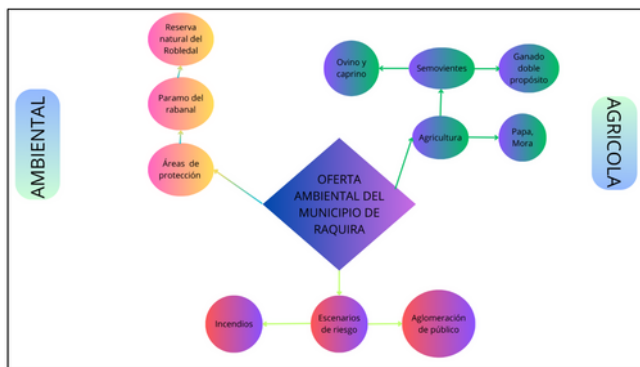 AMBIENTAL
Reserva
natural del
Robledal
Paramo del
rabanal
Áreas de
protección
OFERTA
AMBIENTAL DEL
MUNICIPIO DE
RAQUIRA
Ovino y
caprino
Semovientes
Ganado
doble
propósito
Agricultura
Papa,
Mora
AGRICOLA
Incendios
Escenarios
de riesgo
Aglomeración
de público